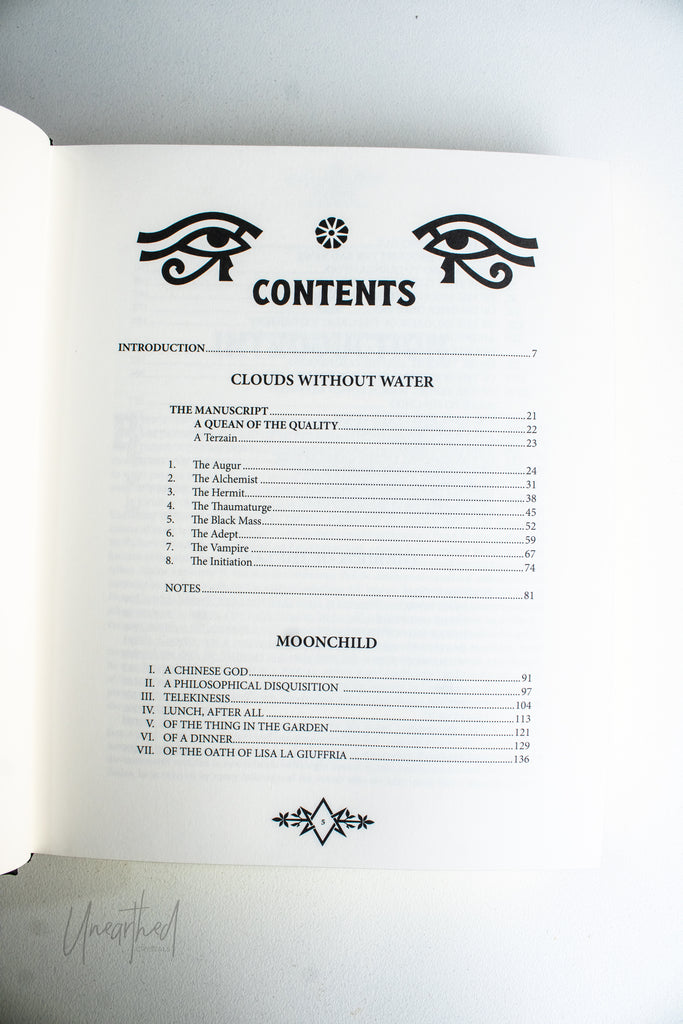 CONTENTS
INTRODUCTION 7
CLOUDS WITHOUT WATER
THE MANUSCRIPT 21
A QUEAN OF THE QUALITY 22
A Terzain 23
1. The Augur 24
2. The Alchemist 31
3. The Hermit 38
4. The Thaumaturge 45
5. The Black Mass 52
6. The Adept 59
7. The Vampire 67
8. The Initiation 74
NOTES 81
MOONCHILD
I. A CHINESE GOD 91
II. A PHILOSOPHICAL DISQUISITION 97
III. TELEKINESIS 104
IV. LUNCH, AFTER ALL 113
V. OF THE THING IN THE GARDEN 121
VI. OF A DINNER 129
VII. OF THE OATH OF LISA LA GIUFFRIA 136
5
Unearthed